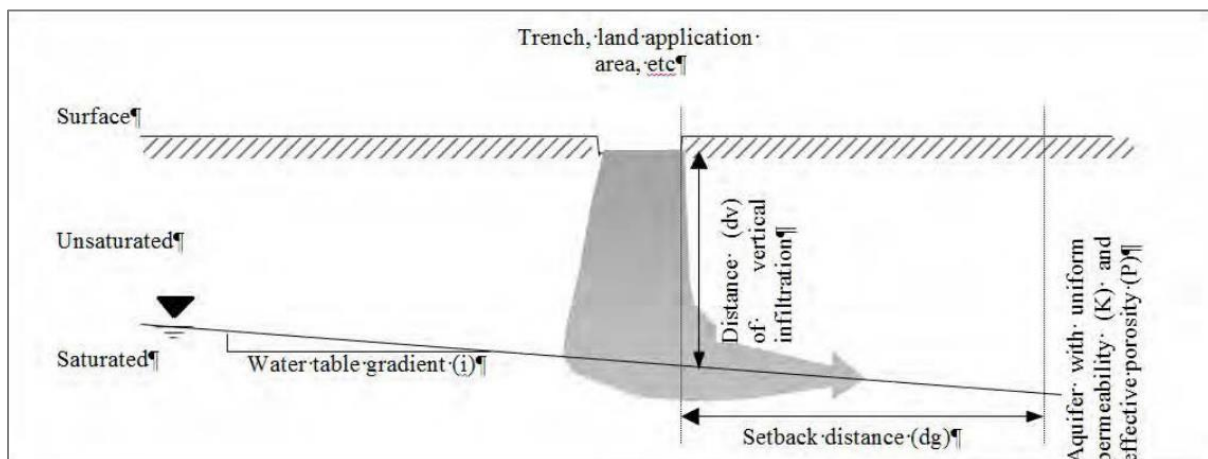 Trench,·land·application·
area,·etc¶
Surface¶
Unsaturated¶
Saturated¶
Water·table·gradient·(i)¶
Distance· (dv)
of· vertical
infiltration¶
Setback·distance·(dg)¶
Aquifer· with· uniform
permeability· (K)· and
effective·porosity·(P)¶